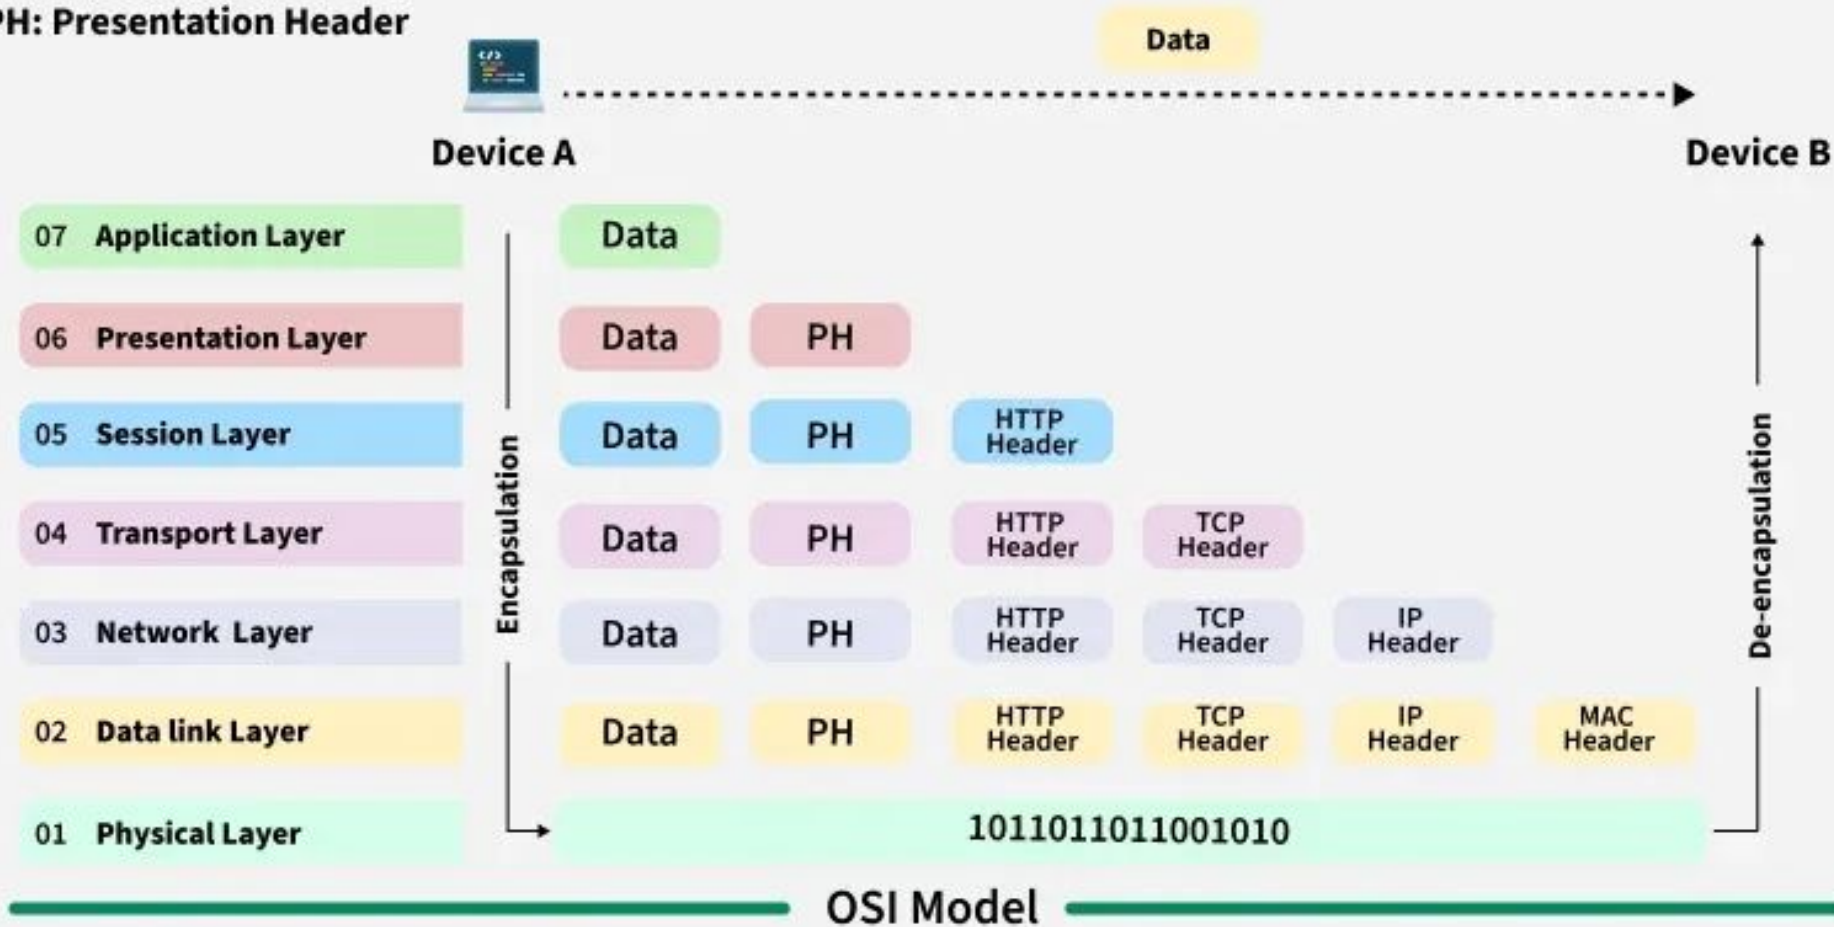 PH: Presentation Header
Data
Device A
Device B
07 Application Layer
Data
06 Presentation Layer
Data
PH
05 Session Layer
Data
PH
HTTP
Header
04 Transport Layer
Data
PH
HTTP
Header
TCP
Header
03 Network Layer
Data
PH
HTTP
Header
TCP
Header
IP
Header
02 Data link Layer
Data
PH
HTTP
Header
TCP
Header
IP
Header
MAC
Header
01 Physical Layer
1011011011001010
Encapsulation
De-encapsulation
OSI Model